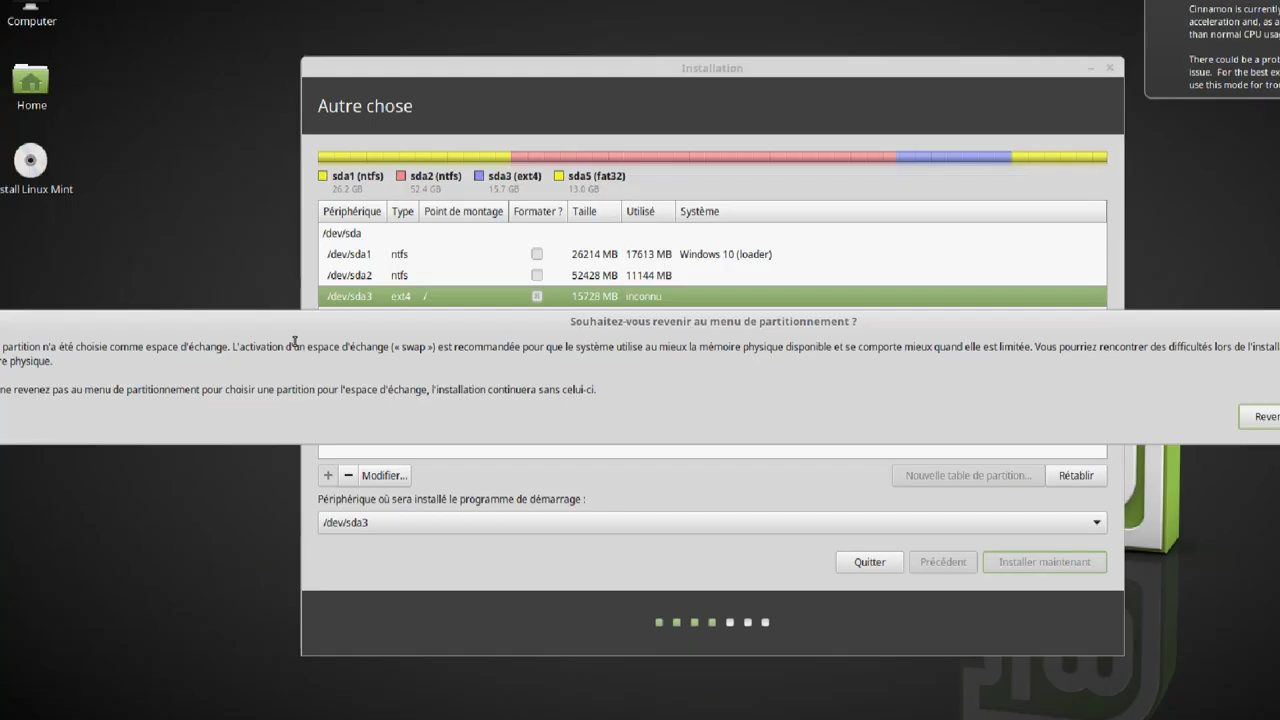 Computer
Home
stall Linux Mint
Cinnamon is currently
acceleration and, as a
than normal CPU usa
There could be a prob
issue. For the best ex
use this mode for trou
Installation
Autre chose
sda1 (ntfs) sda2 (ntfs) sda3 (ext4) sda5 (fat32)
26.2 GB 52.4 GB 15.7 GB 13.0 GB
Périphérique Type Point de montage Formater ? Taille Utilisé Système
/dev/sda
/dev/sda1 ntfs 26214 MB 17613 MB Windows 10 (loader)
/dev/sda2 ntfs 52428 MB 11144 MB
/dev/sda3 ext4 / 15728 MB inconnu
Souhaitez-vous revenir au menu de partitionnement ?
partition n'a été choisie comme espace d'échange. L'activation d'un espace d'échange (« swap ») est recommandée pour que le système utilise au mieux la mémoire physique disponible et se comporte mieux quand elle est limitée. Vous pourriez rencontrer des difficultés lors de l'install
re physique.
ne revenez pas au menu de partitionnement pour choisir une partition pour l'espace d'échange, l'installation continuera sans celui-ci.
Rever
+ − Modifier... Nouvelle table de partition... Rétablir
Périphérique où sera installé le programme de démarrage :
/dev/sda3
Quitter Précédent Installer maintenant